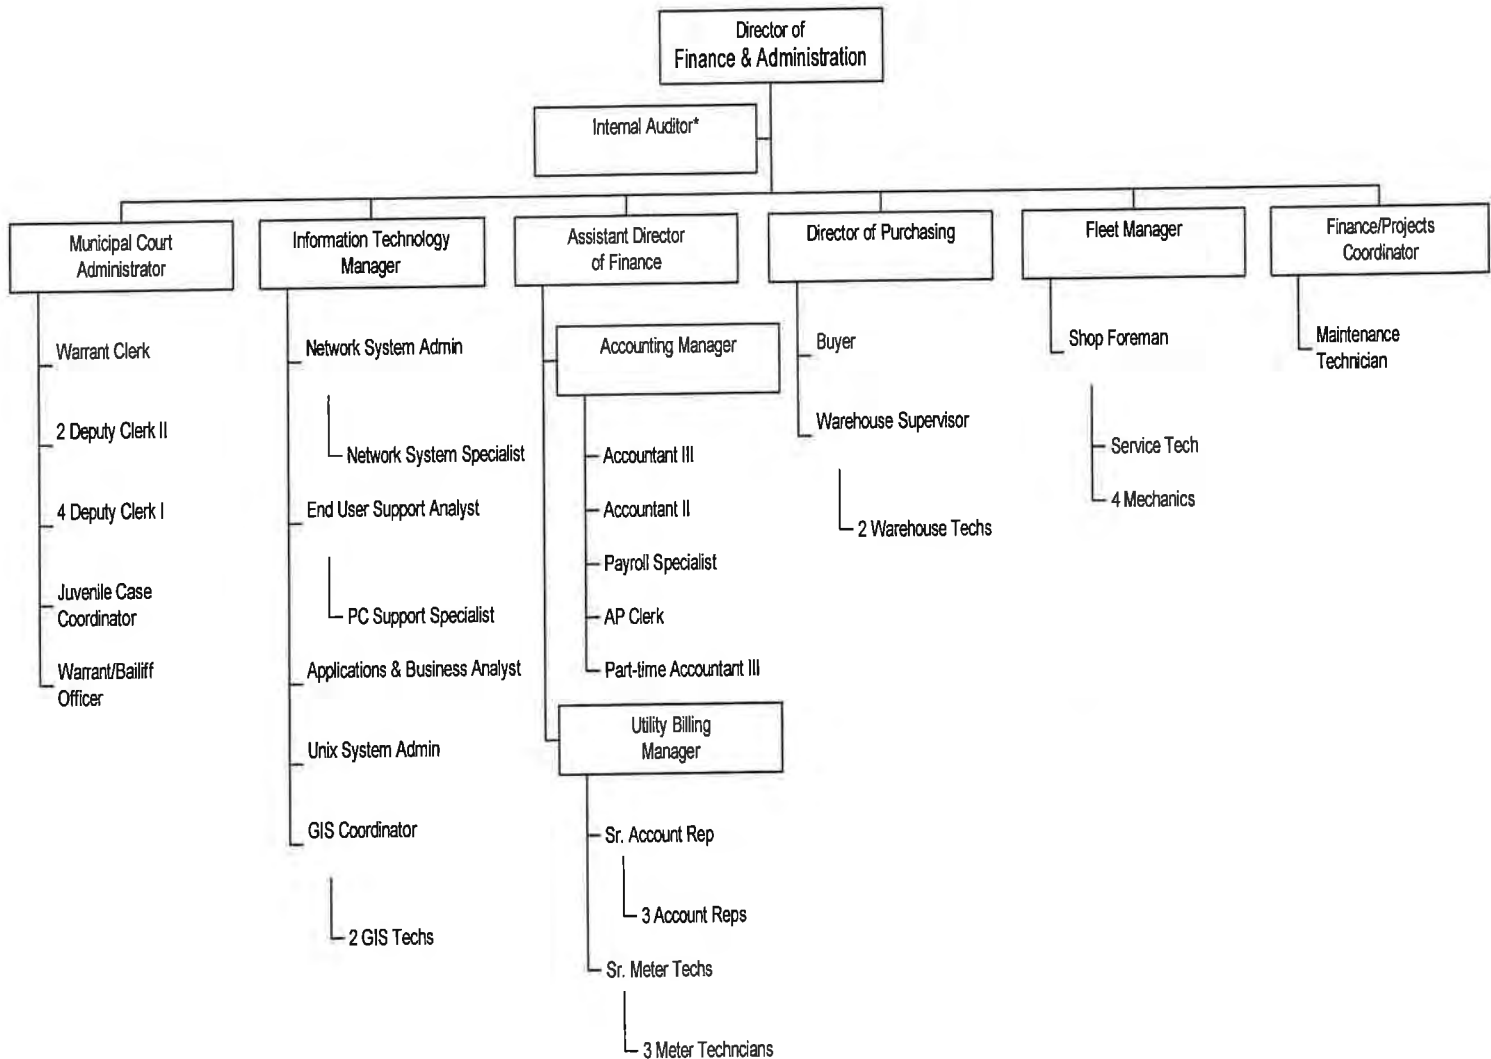 Director of
Finance & Administration
Internal Auditor*
Municipal Court
Administrator
Warrant Clerk
2 Deputy Clerk II
4 Deputy Clerk I
Juvenile Case
Coordinator
Warrant/Bailiff
Officer
Information Technology
Manager
Network System Admin
Network System Specialist
End User Support Analyst
PC Support Specialist
Applications & Business Analyst
Unix System Admin
GIS Coordinator
2 GIS Techs
Assistant Director
of Finance
Accounting Manager
Accountant III
Accountant II
Payroll Specialist
AP Clerk
Part-time Accountant III
Utility Billing
Manager
Sr. Account Rep
3 Account Reps
Sr. Meter Techs
3 Meter Techncians
Director of Purchasing
Buyer
Warehouse Supervisor
2 Warehouse Techs
Fleet Manager
Shop Foreman
Service Tech
4 Mechanics
Finance/Projects
Coordinator
Maintenance
Technician